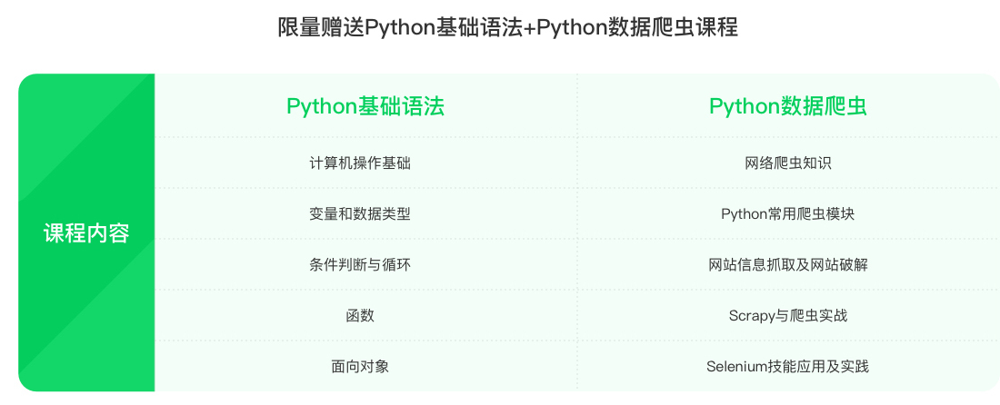 限量赠送Python基础语法+Python数据爬虫课程
课程内容
Python基础语法
Python数据爬虫
计算机操作基础
网络爬虫知识
变量和数据类型
Python常用爬虫模块
条件判断与循环
网站信息抓取及网站破解
函数
Scrapy与爬虫实战
面向对象
Selenium技能应用及实践